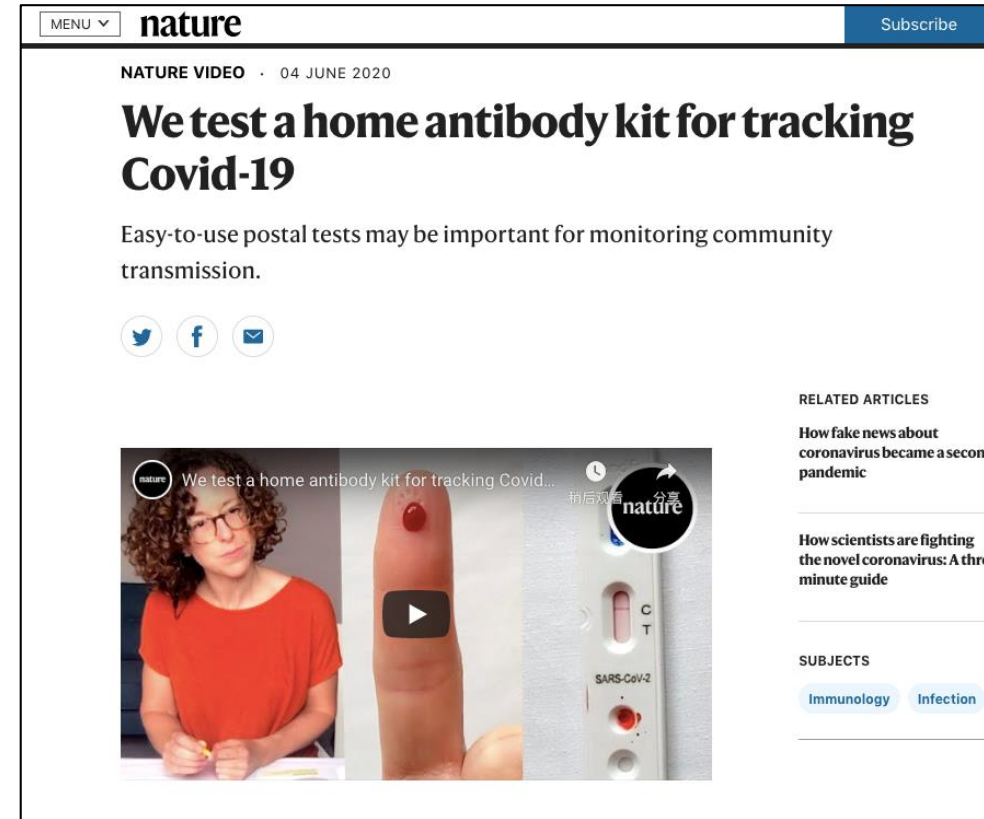 MENU
nature
Subscribe
NATURE VIDEO · 04 JUNE 2020
We test a home antibody kit for tracking
Covid-19
Easy-to-use postal tests may be important for monitoring community
transmission.
RELATED ARTICLES
How fake news about
coronavirus became a secon
pandemic
How scientists are fighting
the novel coronavirus: A thre
minute guide
SUBJECTS
Immunology Infection
nature
We test a home antibody kit for tracking Covid...
稍后观看 分享
nature
C
T
SARS-CoV-2